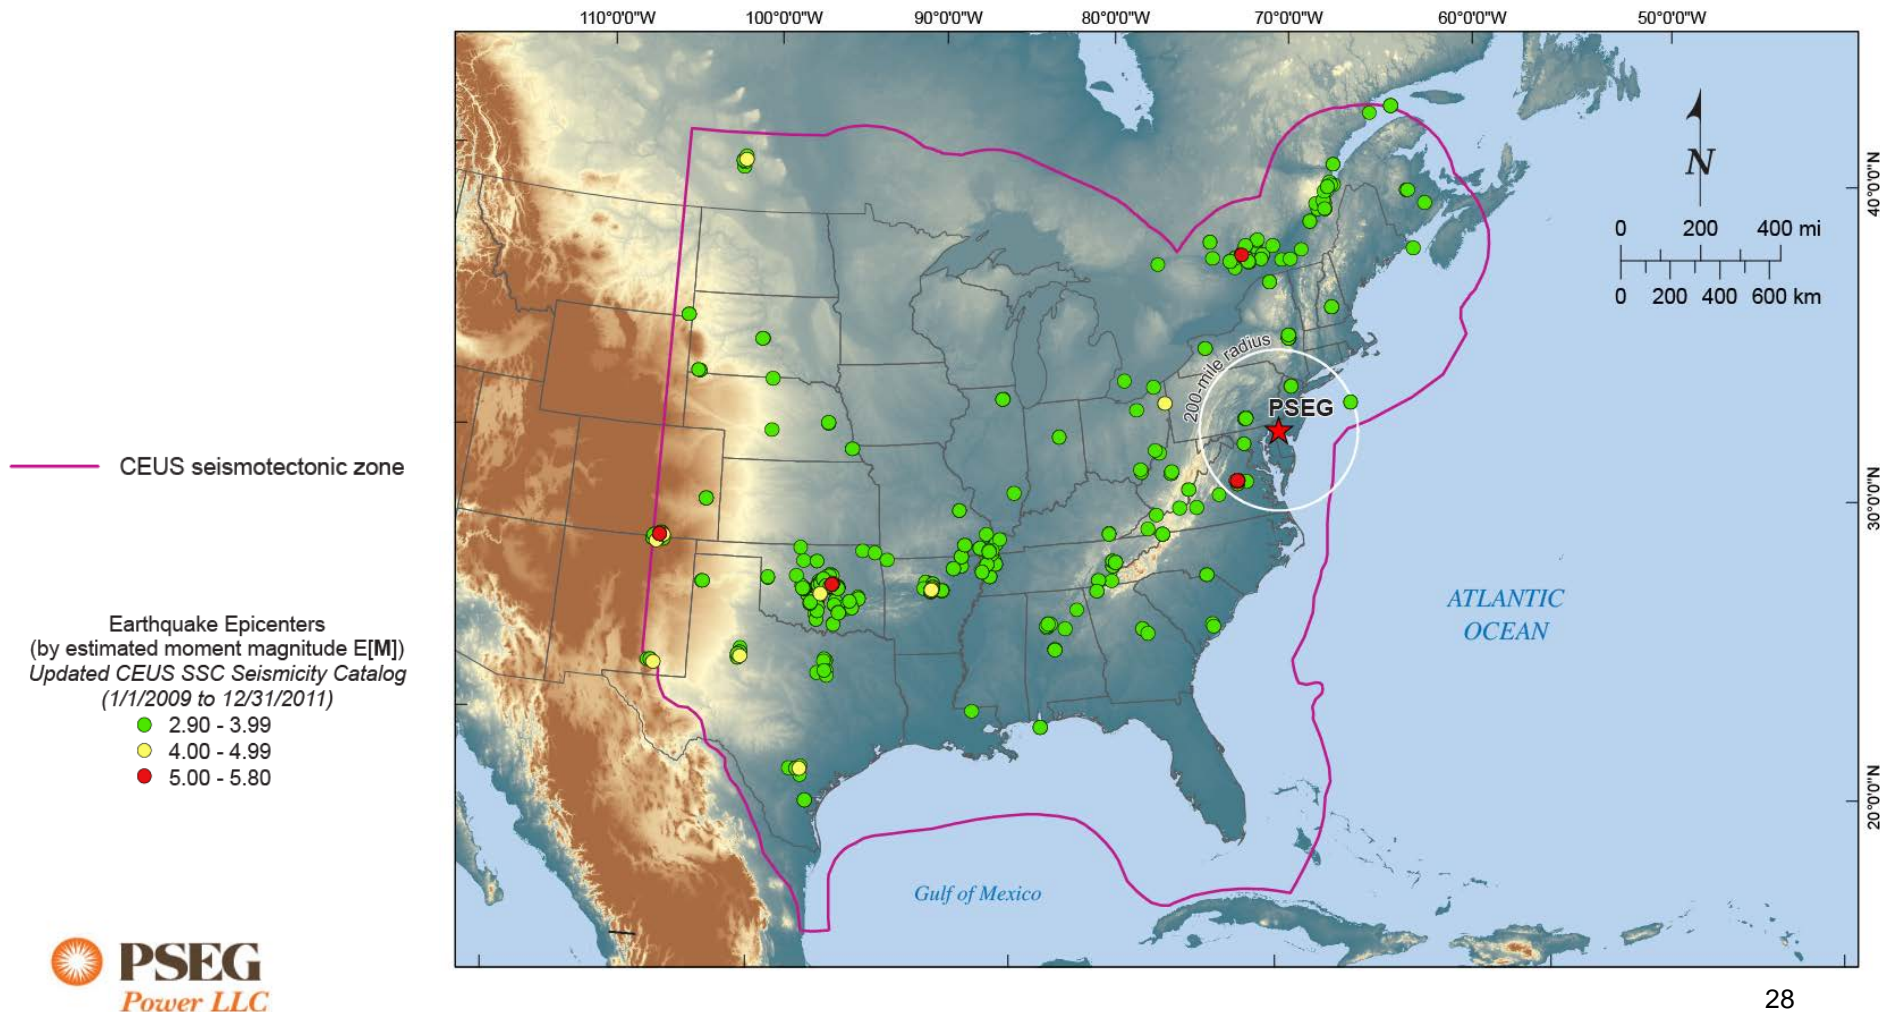 110°0'0"W 100°0'0"W 90°0'0"W 80°0'0"W 70°0'0"W 60°0'0"W 50°0'0"W
40°0'0"N
30°0'0"N
20°0'0"N
N
0 200 400 mi
0 200 400 600 km
200-mile radius
PSEG
ATLANTIC
OCEAN
Gulf of Mexico
CEUS seismotectonic zone
Earthquake Epicenters
(by estimated moment magnitude E[M])
Updated CEUS SSC Seismicity Catalog
(1/1/2009 to 12/31/2011)
2.90 - 3.99
4.00 - 4.99
5.00 - 5.80
PSEG
Power LLC
28